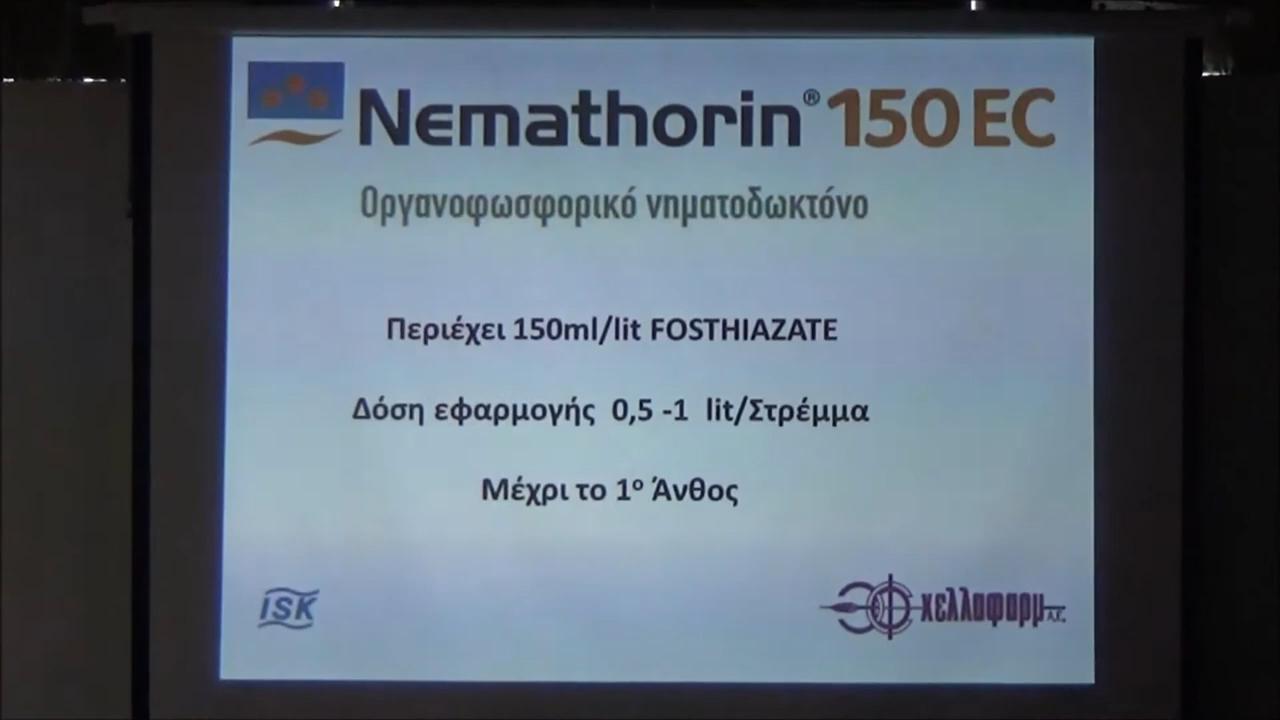 Nemathorin® 150 EC
Οργανοφωσφορικό νηματοδωκτόνο
Περιέχει 150ml/lit FOSTHIAZATE
Δόση εφαρμογής 0,5 -1 lit/Στρέμμα
Μέχρι το 1ο Άνθος
ISK
χελλαφαρμ Α.Ε.